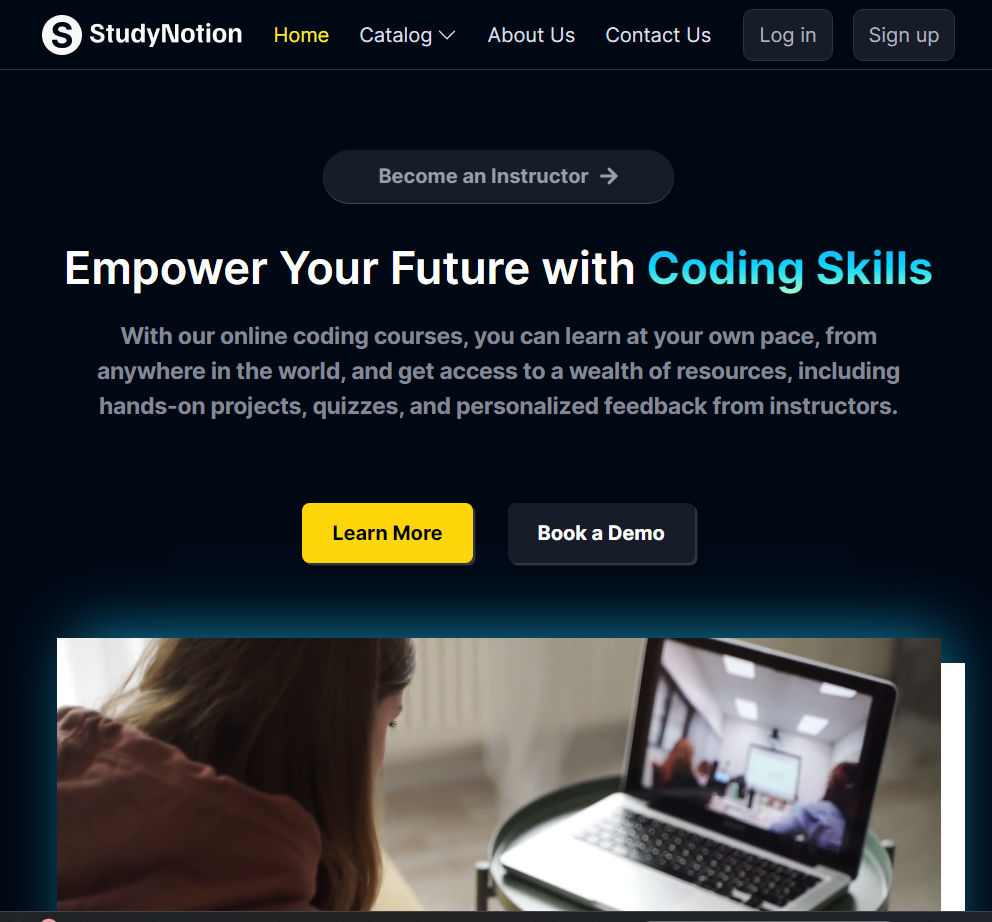 S StudyNotion Home Catalog About Us Contact Us Log in Sign up
Become an Instructor →
Empower Your Future with Coding Skills
With our online coding courses, you can learn at your own pace, from
anywhere in the world, and get access to a wealth of resources, including
hands-on projects, quizzes, and personalized feedback from instructors.
Learn More Book a Demo